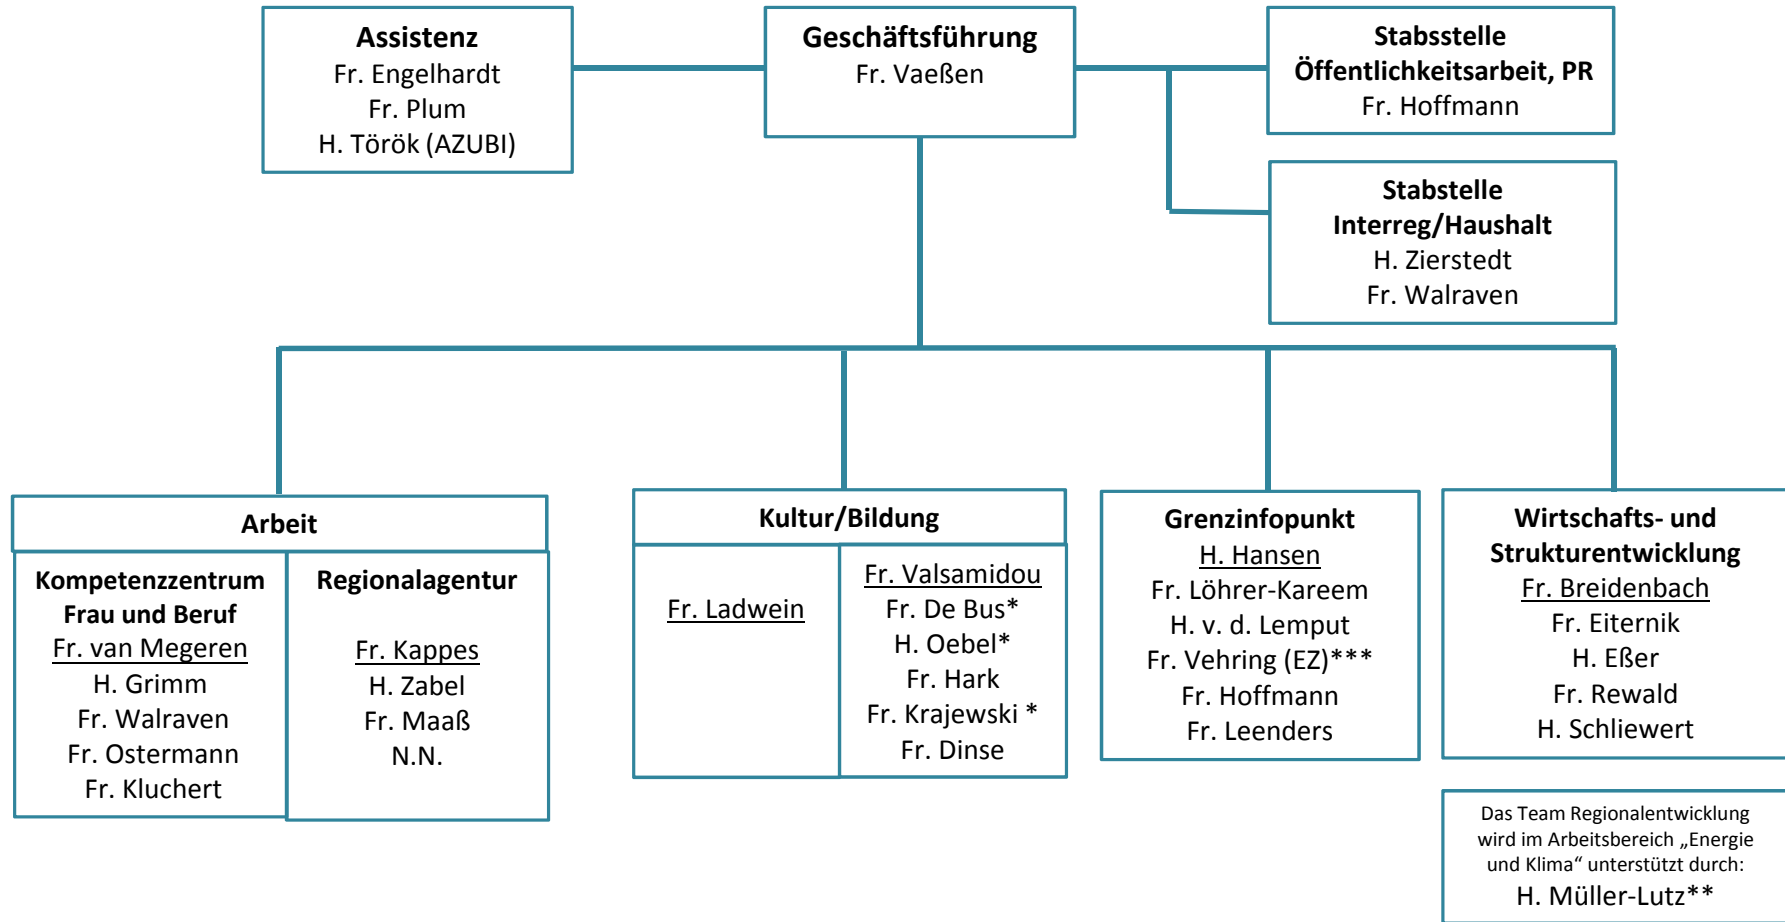 Assistenz
Fr. Engelhardt
Fr. Plum
H. Török (AZUBI)
Geschäftsführung
Fr. Vaeßen
Stabsstelle
Öffentlichkeitsarbeit, PR
Fr. Hoffmann
Stabstelle
Interreg/Haushalt
H. Zierstedt
Fr. Walraven
Arbeit
Kompetenzzentrum
Frau und Beruf
Fr. van Megeren
H. Grimm
Fr. Walraven
Fr. Ostermann
Fr. Kluchert
Regionalagentur
Fr. Kappes
H. Zabel
Fr. Maaß
N.N.
Kultur/Bildung
Fr. Ladwein
Fr. Valsamidou
Fr. De Bus*
H. Oebel*
Fr. Hark
Fr. Krajewski *
Fr. Dinse
Grenzinfopunkt
H. Hansen
Fr. Löhrer-Kareem
H. v. d. Lemput
Fr. Vehring (EZ)***
Fr. Hoffmann
Fr. Leenders
Wirtschafts- und
Strukturentwicklung
Fr. Breidenbach
Fr. Eiternik
H. Eßer
Fr. Rewald
H. Schliewert
Das Team Regionalentwicklung
wird im Arbeitsbereich „Energie
und Klima“ unterstützt durch:
H. Müller-Lutz**